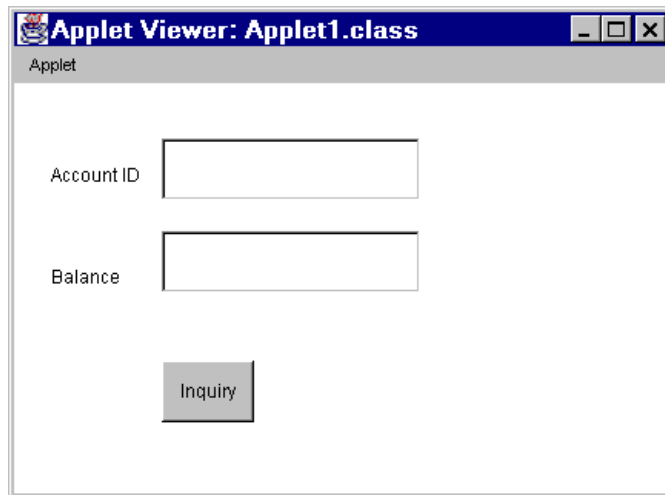 Applet Viewer: Applet1.class
Applet
Account ID
Balance
Inquiry